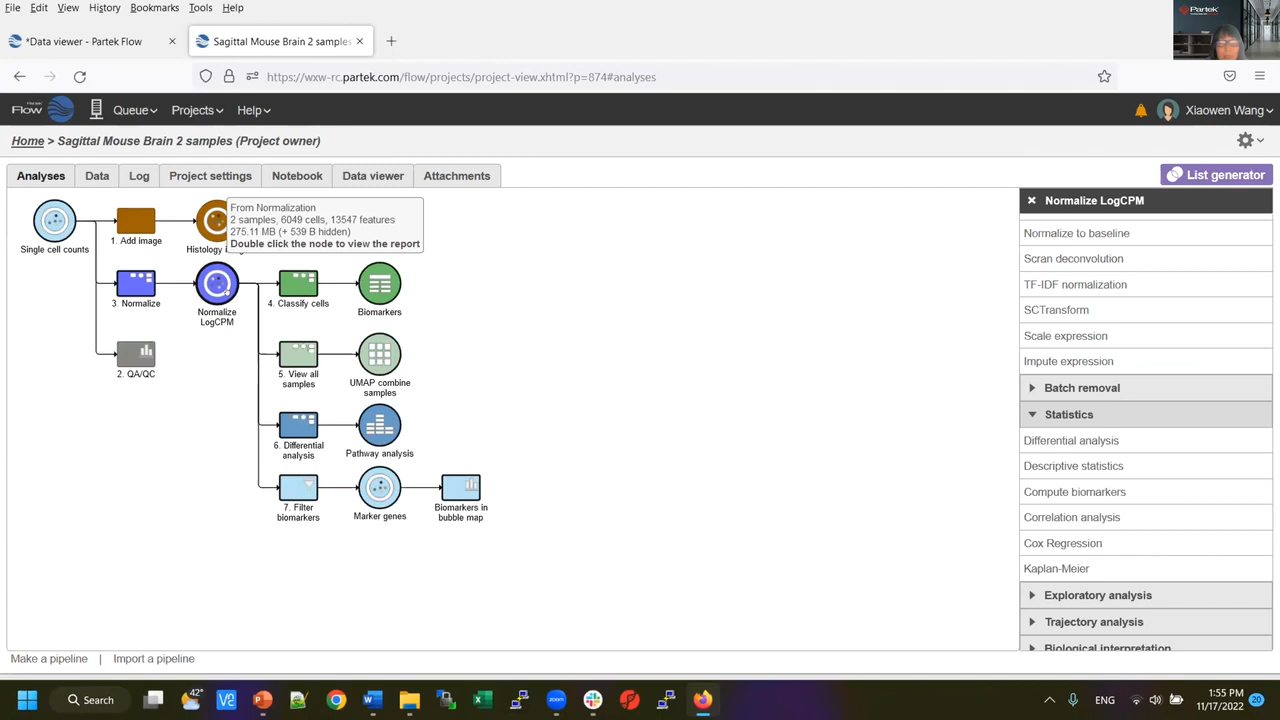 File Edit View History Bookmarks Tools Help
Partek
*Data viewer - Partek Flow
Sagittal Mouse Brain 2 samples
https://wxw-rc.partek.com/flow/projects/project-view.xhtml?p=874#analyses
Partek Flow Queue Projects Help Xiaowen Wang
Home > Sagittal Mouse Brain 2 samples (Project owner)
Analyses Data Log Project settings Notebook Data viewer Attachments
List generator
Normalize LogCPM
Normalize to baseline
Scran deconvolution
TF-IDF normalization
SCTransform
Scale expression
Impute expression
Batch removal
Statistics
Differential analysis
Descriptive statistics
Compute biomarkers
Correlation analysis
Cox Regression
Kaplan-Meier
Exploratory analysis
Trajectory analysis
Biological interpretation
From Normalization
2 samples, 6049 cells, 13547 features
275.11 MB (+ 539 B hidden)
Double click the node to view the report
Single cell counts
1. Add image
Histology
3. Normalize
Normalize
LogCPM
4. Classify cells
Biomarkers
2. QA/QC
5. View all
samples
UMAP combine
samples
6. Differential
analysis
Pathway analysis
7. Filter
biomarkers
Marker genes
Biomarkers in
bubble map
Make a pipeline | Import a pipeline
Search
42°
ENG
1:55 PM
11/17/2022
20